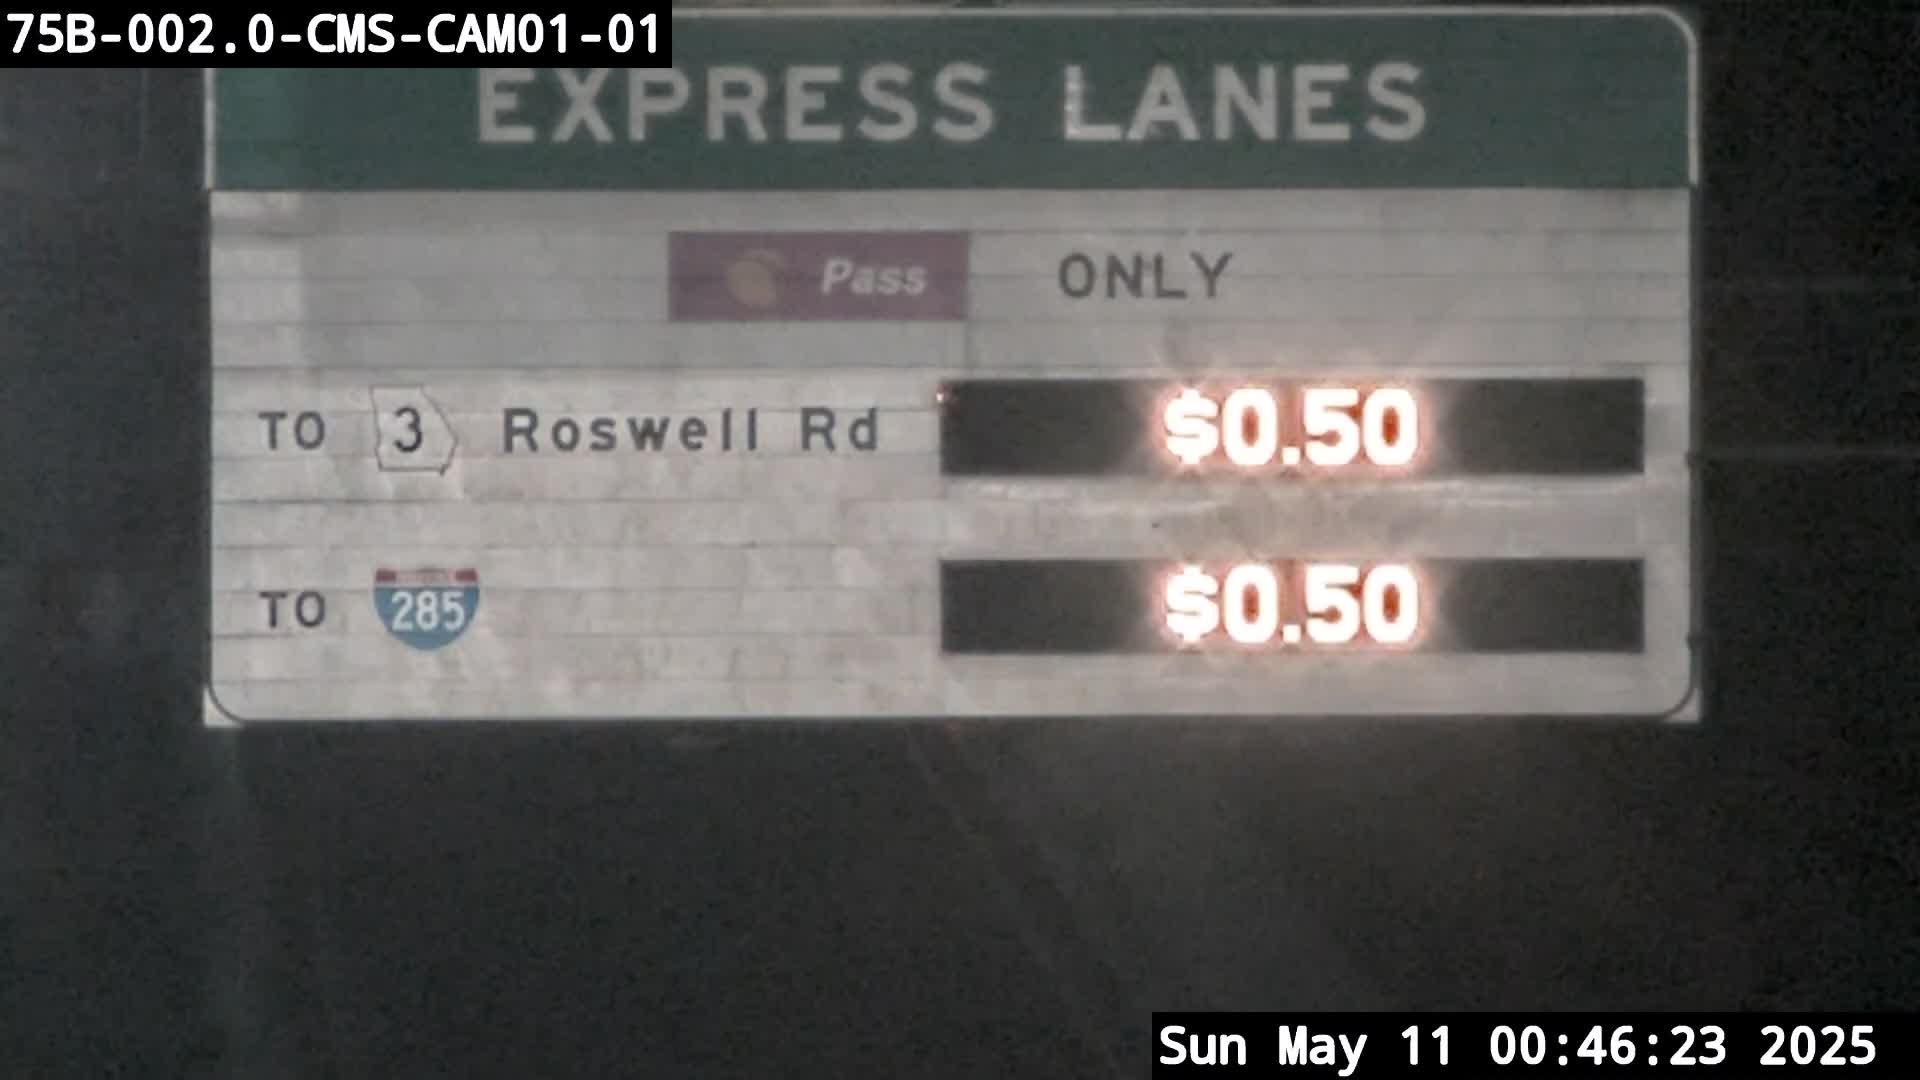 75B-002.0-CMS-CAM01-01
EXPRESS LANES
Pass ONLY
TO 3 Roswell Rd $0.50
TO 285 $0.50
Sun May 11 00:46:23 2025